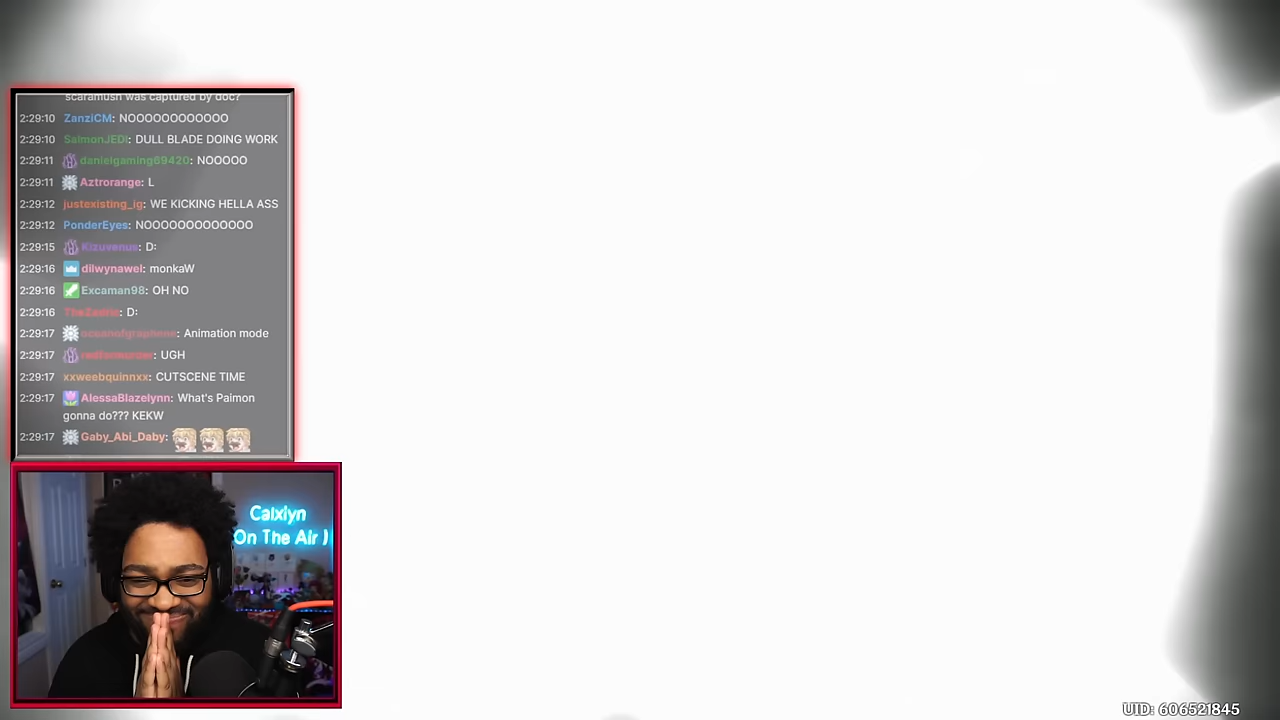 scaramush was captured by doc?
2:29:10 ZanziCM: NOOOOOOOOOOOO
2:29:10 SalmonJEDI: DULL BLADE DOING WORK
2:29:11 danielgaming69420: NOOOOO
2:29:11 Aztrorange: L
2:29:12 justexisting_ig: WE KICKING HELLA ASS
2:29:12 PonderEyes: NOOOOOOOOOOOOO
2:29:15 Kizuvenus: D:
2:29:16 dilwynawel: monkaW
2:29:16 Excaman98: OH NO
2:29:16 D:
2:29:17 Animation mode
2:29:17 UGH
2:29:17 xxweebquinnxx: CUTSCENE TIME
2:29:17 AlessaBlazelynn: What's Paimon
gonna do??? KEKW
2:29:17 Gaby_Abi_Daby:
Calxlyn
On The Air )
UID: 606521845